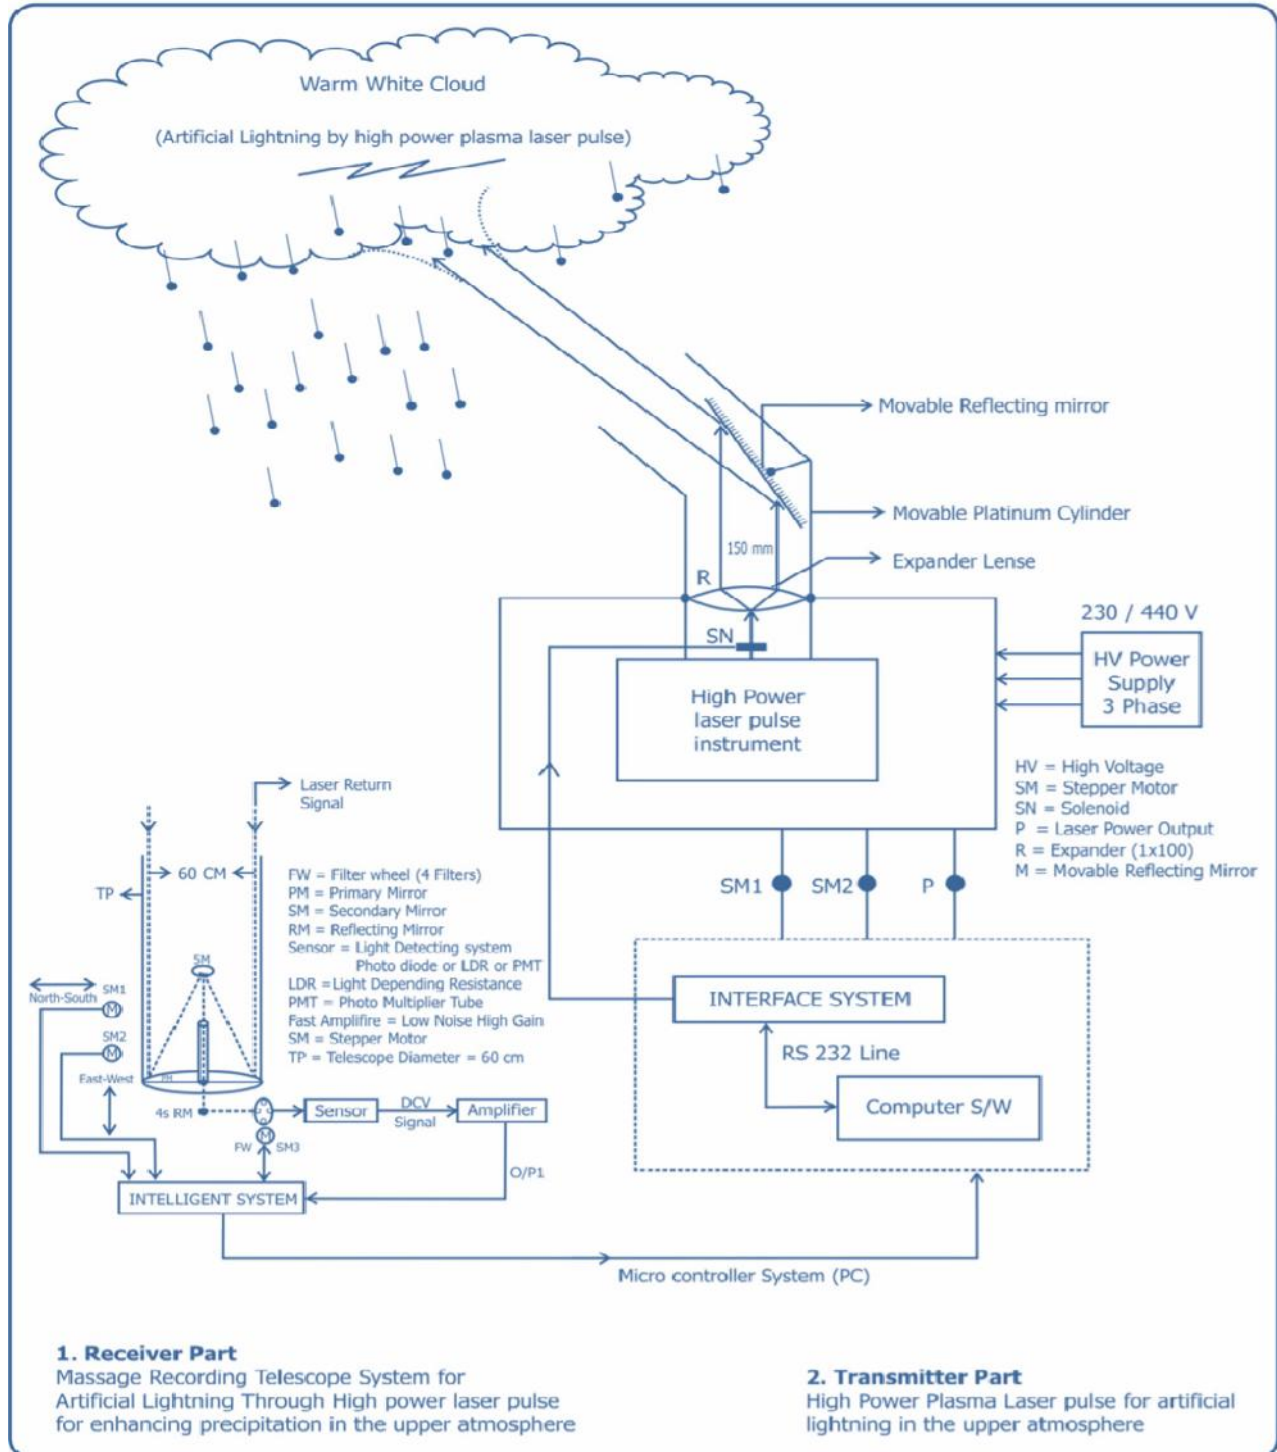 Warm White Cloud
(Artificial Lightning by high power plasma laser pulse)
Movable Reflecting mirror
Movable Platinum Cylinder
150 mm
Expander Lense
R
SN
230 / 440 V
HV Power
Supply
3 Phase
High Power
laser pulse
instrument
HV = High Voltage
SM = Stepper Motor
SN = Solenoid
P = Laser Power Output
R = Expander (1x100)
M = Movable Reflecting Mirror
Laser Return
Signal
60 CM
TP
FW = Filter wheel (4 Filters)
PM = Primary Mirror
SM = Secondary Mirror
RM = Reflecting Mirror
Sensor = Light Detecting system
Photo diode or LDR or PMT
LDR =Light Depending Resistance
PMT = Photo Multiplier Tube
Fast Amplifire = Low Noise High Gain
SM = Stepper Motor
TP = Telescope Diameter = 60 cm
SM1
SM2
P
SM
North-South
SM1
M
SM2
M
East-West
PM
4s RM
Sensor
DCV
Signal
Amplifier
M
FW
SM3
O/P1
INTELLIGENT SYSTEM
INTERFACE SYSTEM
RS 232 Line
Computer S/W
Micro controller System (PC)
1. Receiver Part
Massage Recording Telescope System for
Artificial Lightning Through High power laser pulse
for enhancing precipitation in the upper atmosphere
2. Transmitter Part
High Power Plasma Laser pulse for artificial
lightning in the upper atmosphere